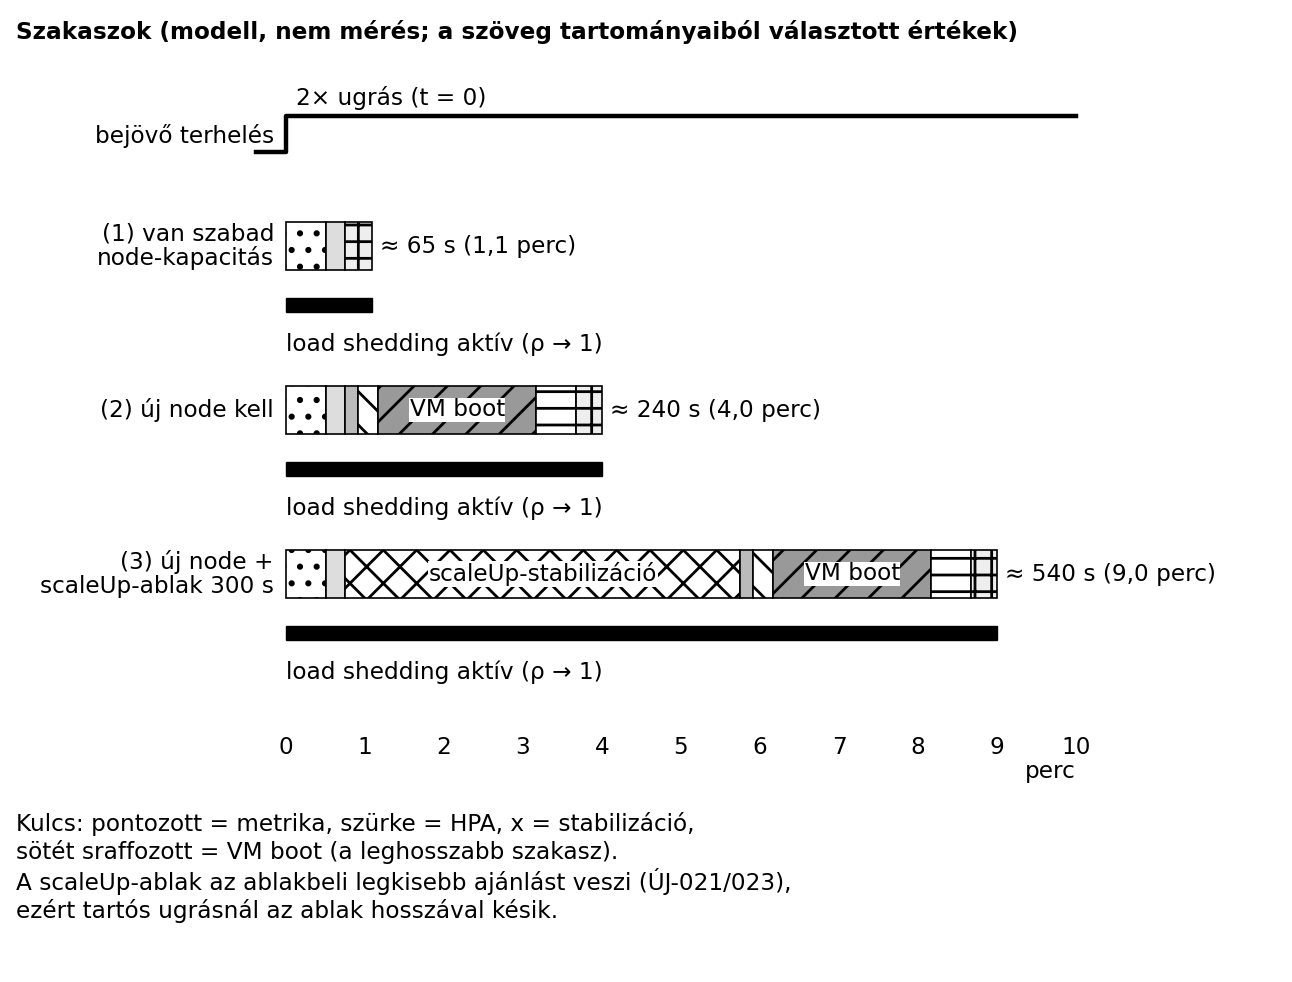 Szakaszok (modell, nem mérés; a szöveg tartományaiból választott értékek)
2× ugrás (t = 0)
bejövő terhelés
(1) van szabad
node-kapacitás
≈ 65 s (1,1 perc)
load shedding aktív (ρ → 1)
(2) új node kell
VM boot
≈ 240 s (4,0 perc)
load shedding aktív (ρ → 1)
(3) új node +
scaleUp-ablak 300 s
scaleUp-stabilizáció
VM boot
≈ 540 s (9,0 perc)
load shedding aktív (ρ → 1)
0 1 2 3 4 5 6 7 8 9 10
perc
Kulcs: pontozott = metrika, szürke = HPA, x = stabilizáció,
sötét sraffozott = VM boot (a leghosszabb szakasz).
A scaleUp-ablak az ablakbeli legkisebb ajánlást veszi (ÚJ-021/023),
ezért tartós ugrásnál az ablak hosszával késik.